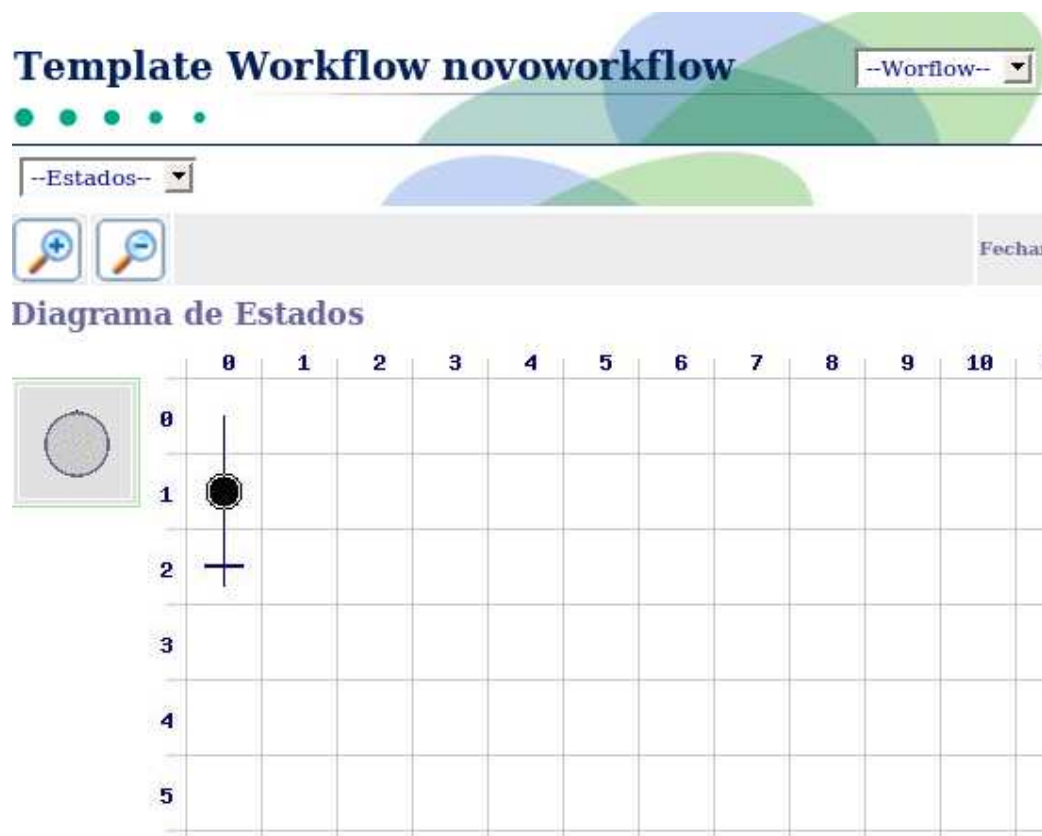 Template Workflow novoworkflow
--Worflow--
--Estados--
Fechar
Diagrama de Estados
0 1 2 3 4 5 6 7 8 9 10
0
1
2
3
4
5